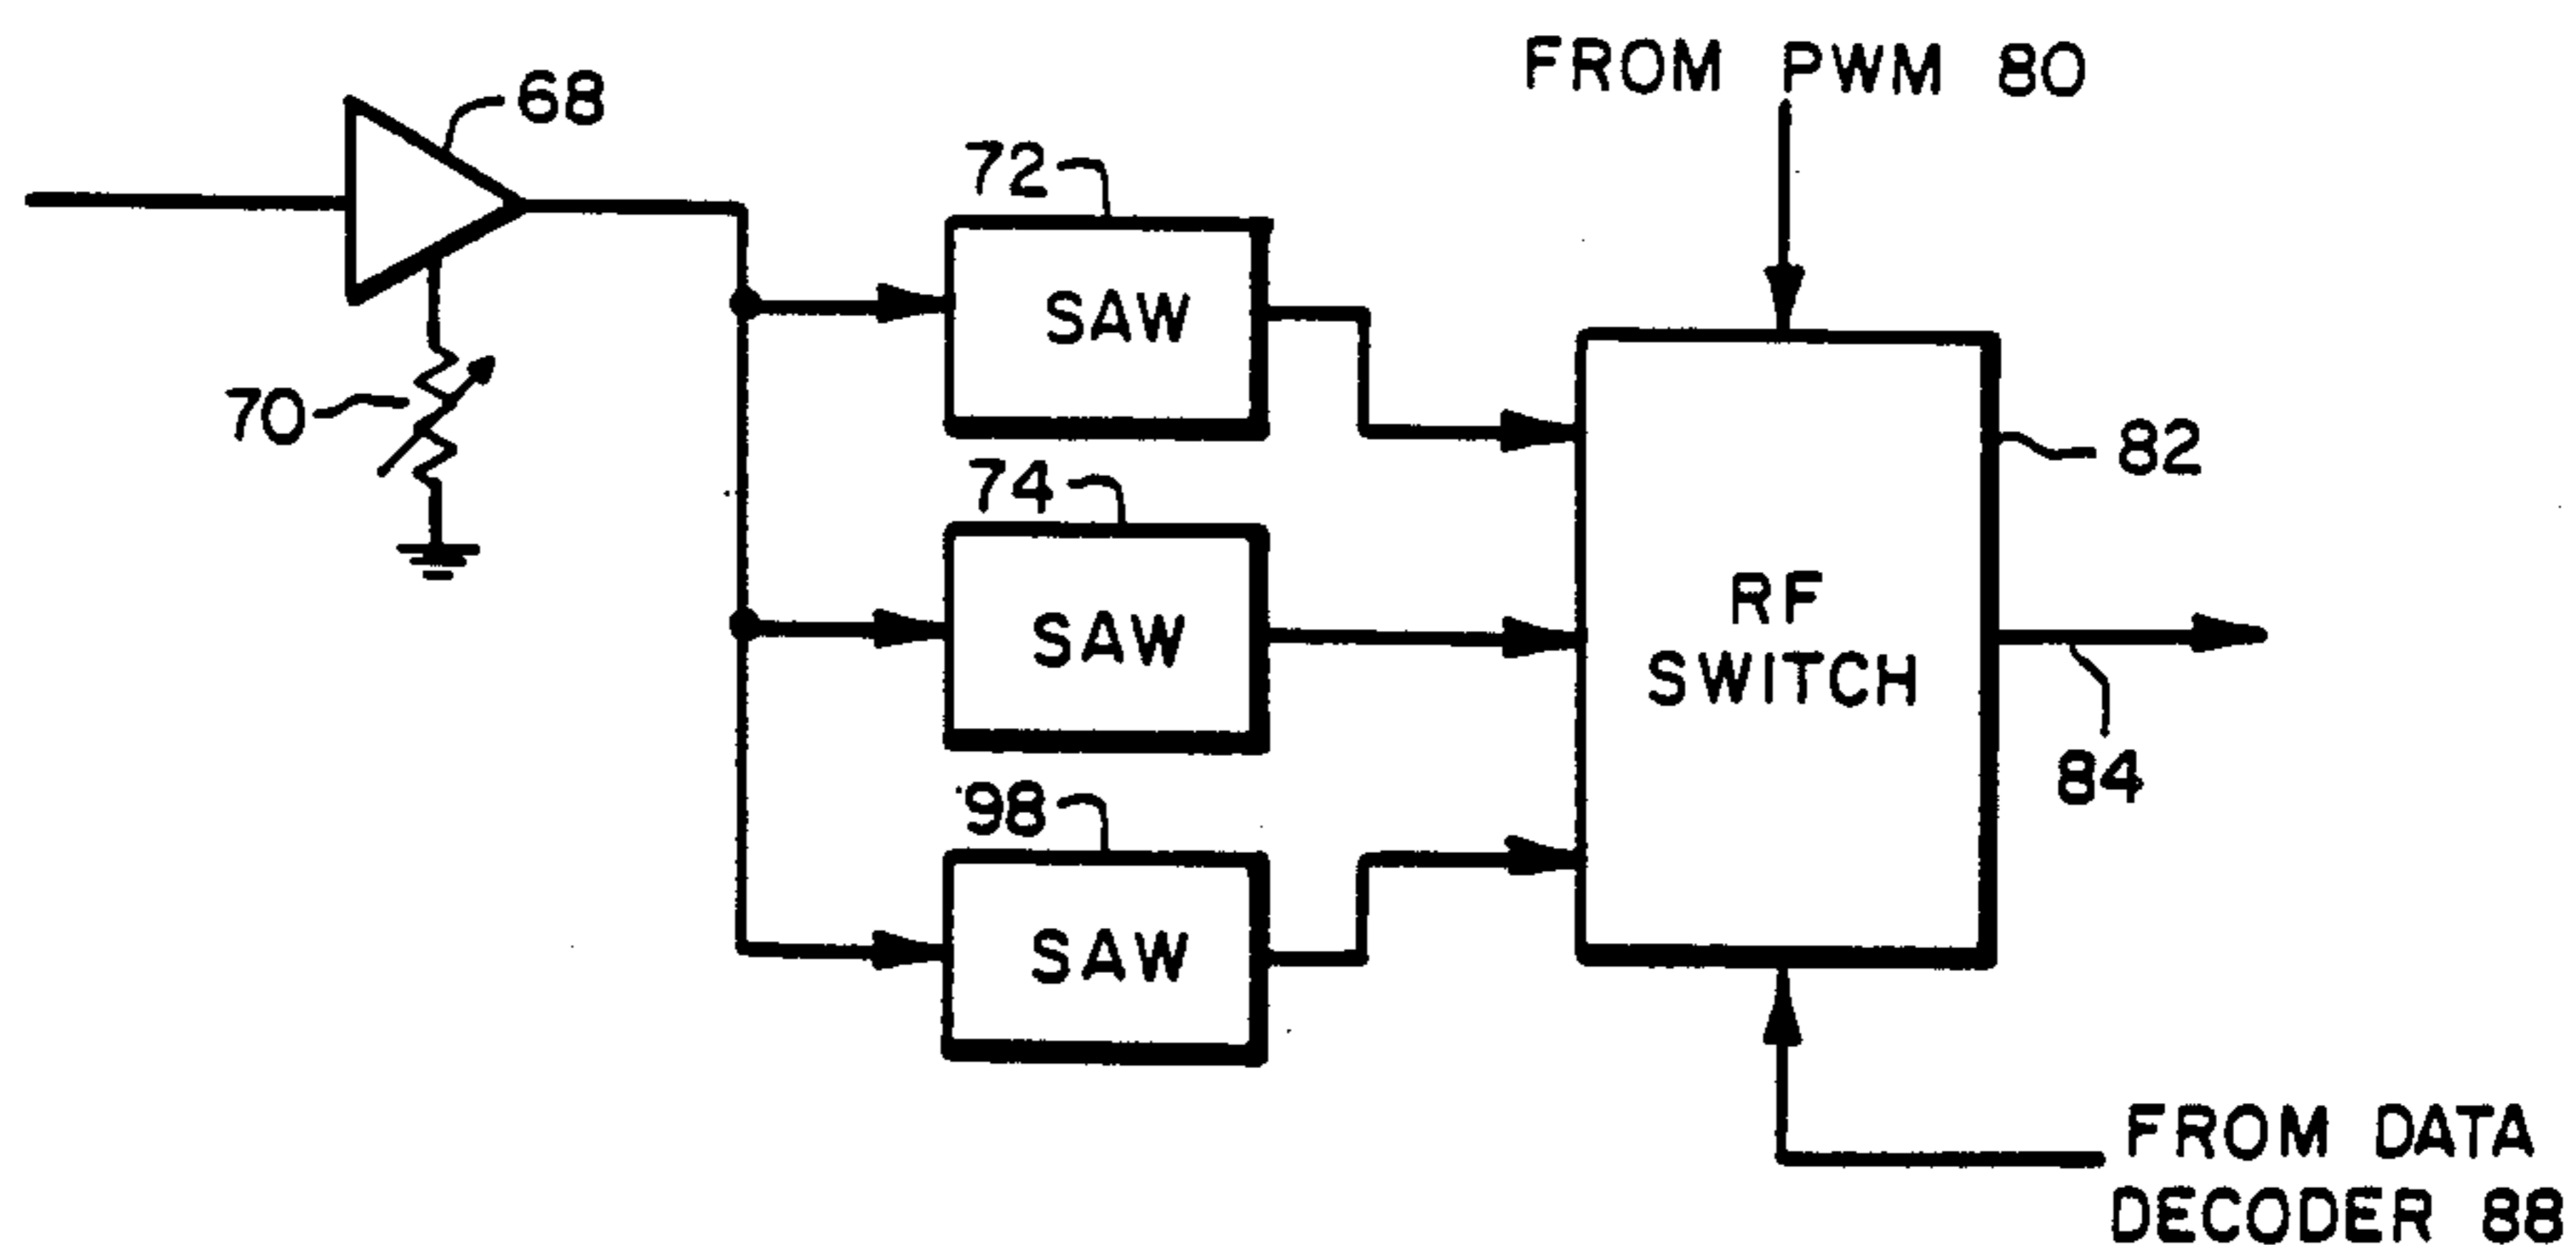 FROM PWM 80
68
72
SAW
70
82
74
SAW
RF
SWITCH
84
98
SAW
FROM DATA
DECODER 88